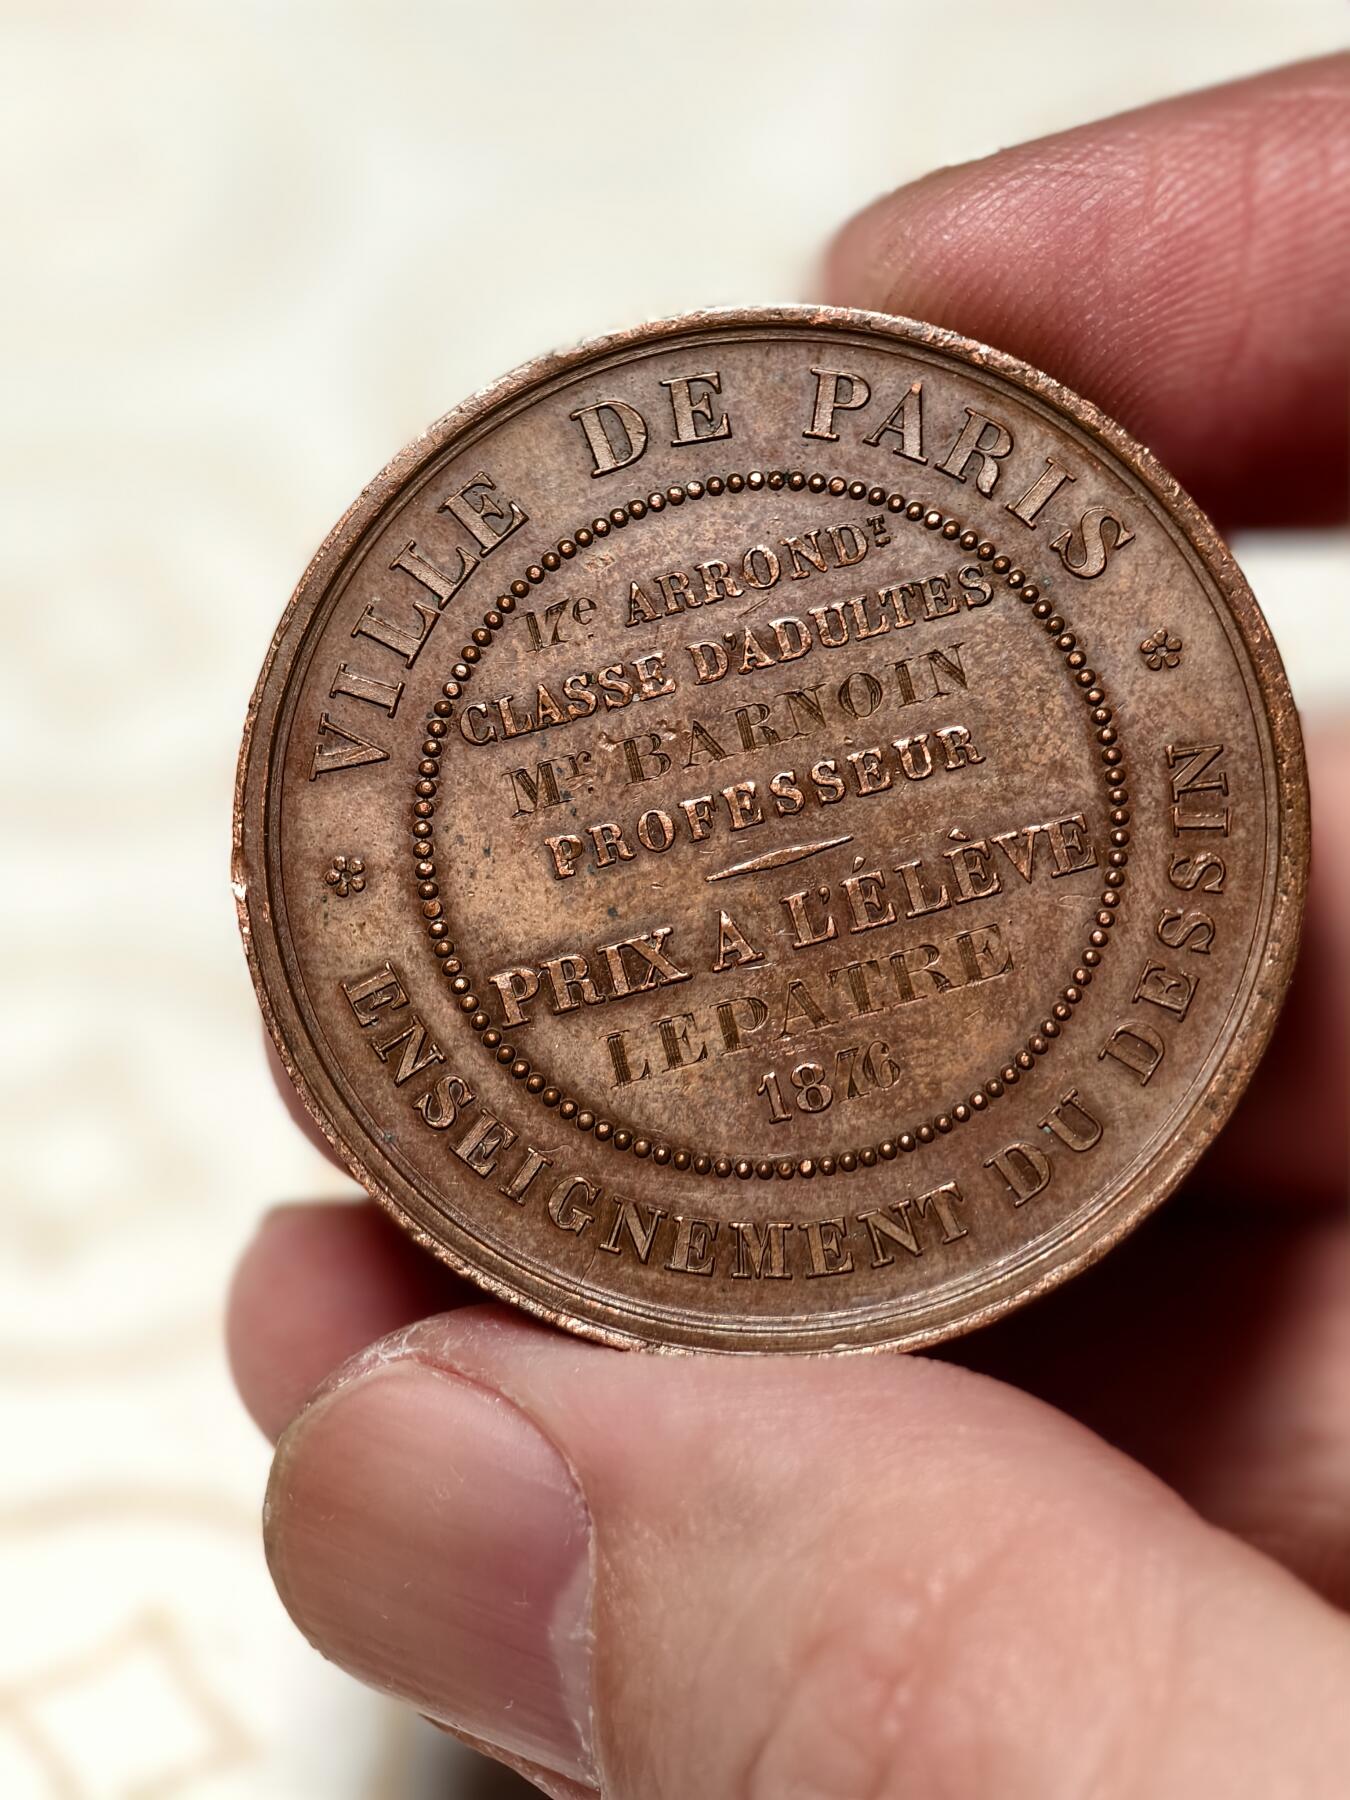 VILLE DE PARIS
17e ARRONDT
CLASSE D'ADULTES
Mr BARNOIN
PROFESSEUR
PRIX A L'ÉLÈVE
LEPATRE
1876
ENSEIGNEMENT DU DESSIN